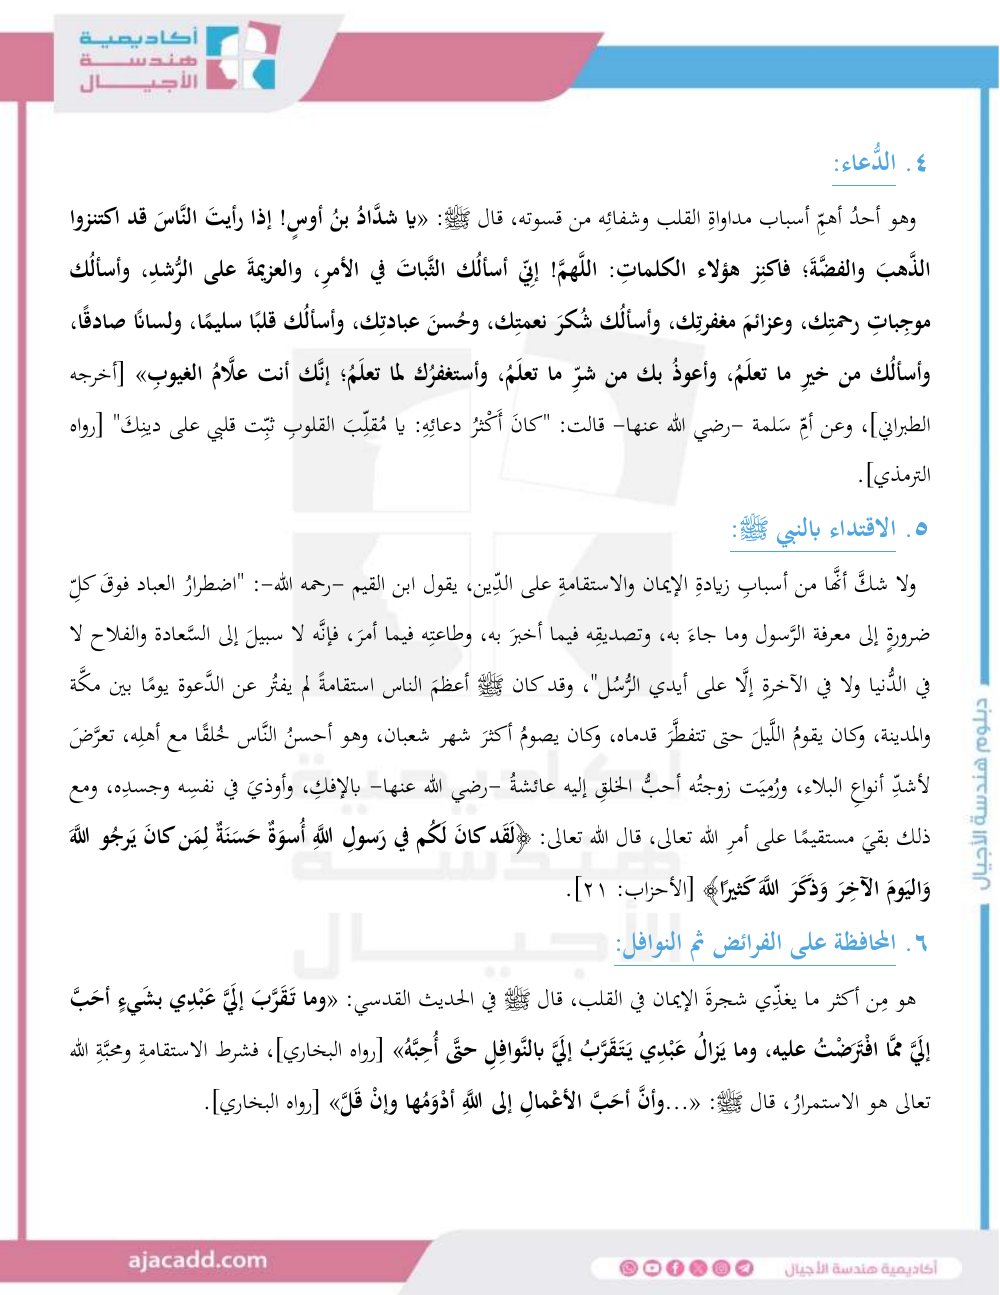 أكاديمية
هندسة
الأجيال
٤. الدُّعاء:
وهو أحدُ أهمّ أسباب مداواةِ القلب وشفائِه من قسوته، قال ﷺ: «يا شدَّادُ بنُ أوسٍ! إذا رأيتَ النَّاسَ قد اكتنزوا
الذَّهبَ والفضَّةَ؛ فاكنِز هؤلاء الكلماتِ: اللَّهمَّ! إنِّي أسألُك الثَّباتَ في الأمرِ، والعزيمةَ على الرُّشدِ، وأسألُك
موجِباتِ رحمتِك، وعزائمَ مغفرتِك، وأسألُك شُكرَ نعمتِك، وحُسنَ عبادتِك، وأسألُك قلبًا سليمًا، ولسانًا صادقًا،
وأسألُك من خيرِ ما تعلَمُ، وأعوذُ بك من شرِّ ما تعلَمُ، وأستغفرُك لما تعلَمُ؛ إنَّك أنت علَّامُ الغيوبِ» [أخرجه
الطبراني]، وعن أمِّ سَلمة –رضي الله عنها– قالت: "كانَ أَكْثرُ دعائِهِ: يا مُقلِّبَ القلوبِ ثبِّت قلبي على دينِكَ" [رواه
الترمذي].
٥. الاقتداء بالنبي ﷺ:
ولا شكَّ أنَّها من أسبابِ زيادةِ الإيمان والاستقامةِ على الدِّين، يقول ابن القيم –رحمه الله–: "اضطرارُ العباد فوقَ كلِّ
ضرورةٍ إلى معرفة الرَّسول وما جاءَ به، وتصديقِه فيما أخبرَ به، وطاعتِه فيما أمرَ، فإنَّه لا سبيلَ إلى السَّعادة والفلاح لا
في الدُّنيا ولا في الآخرةِ إلَّا على أيدي الرُّسُل"، وقد كان ﷺ أعظمَ الناس استقامةً لم يفتُر عن الدَّعوة يومًا بين مكَّة
والمدينة، وكان يقومُ اللَّيلَ حتى تتفطَّرَ قدماه، وكان يصومُ أكثرَ شهر شعبان، وهو أحسنُ النَّاس خُلقًا مع أهلِه، تعرَّضَ
لأشدِّ أنواعِ البلاء، ورُمِيَت زوجتُه أحبُّ الخلقِ إليه عائشةُ –رضي الله عنها– بالإفكِ، وأوذيَ في نفسِه وجسدِه، ومع
ذلك بقيَ مستقيمًا على أمرِ الله تعالى، قال الله تعالى: ﴿لَقَد كانَ لَكُم في رَسولِ اللَّهِ أُسوَةٌ حَسَنَةٌ لِمَن كانَ يَرجُو اللَّهَ
وَاليَومَ الآخِرَ وَذَكَرَ اللَّهَ كَثيرًا﴾ [الأحزاب: ٢١].
٦. المحافظة على الفرائض ثم النوافل:
هو مِن أكثر ما يغذِّي شجرةَ الإيمان في القلب، قال ﷺ في الحديث القدسي: «وما تَقَرَّبَ إلَيَّ عَبْدِي بشَيءٍ أحَبَّ
إلَيَّ ممَّا افْتَرَضْتُ عليه، وما يَزالُ عَبْدِي يَتَقَرَّبُ إلَيَّ بالنَّوافِلِ حتَّى أُحِبَّهُ» [رواه البخاري]، فشرط الاستقامةِ ومحبَّةِ الله
تعالى هو الاستمرارُ، قال ﷺ: «...وأنَّ أحَبَّ الأعْمالِ إلى اللَّهِ أدْوَمُها وإنْ قَلَّ» [رواه البخاري].
أكاديمية
هندسة
الأجيال
دبلوم هندسة الأجيال
أكاديمية هندسة الأجيال
ajacadd.com